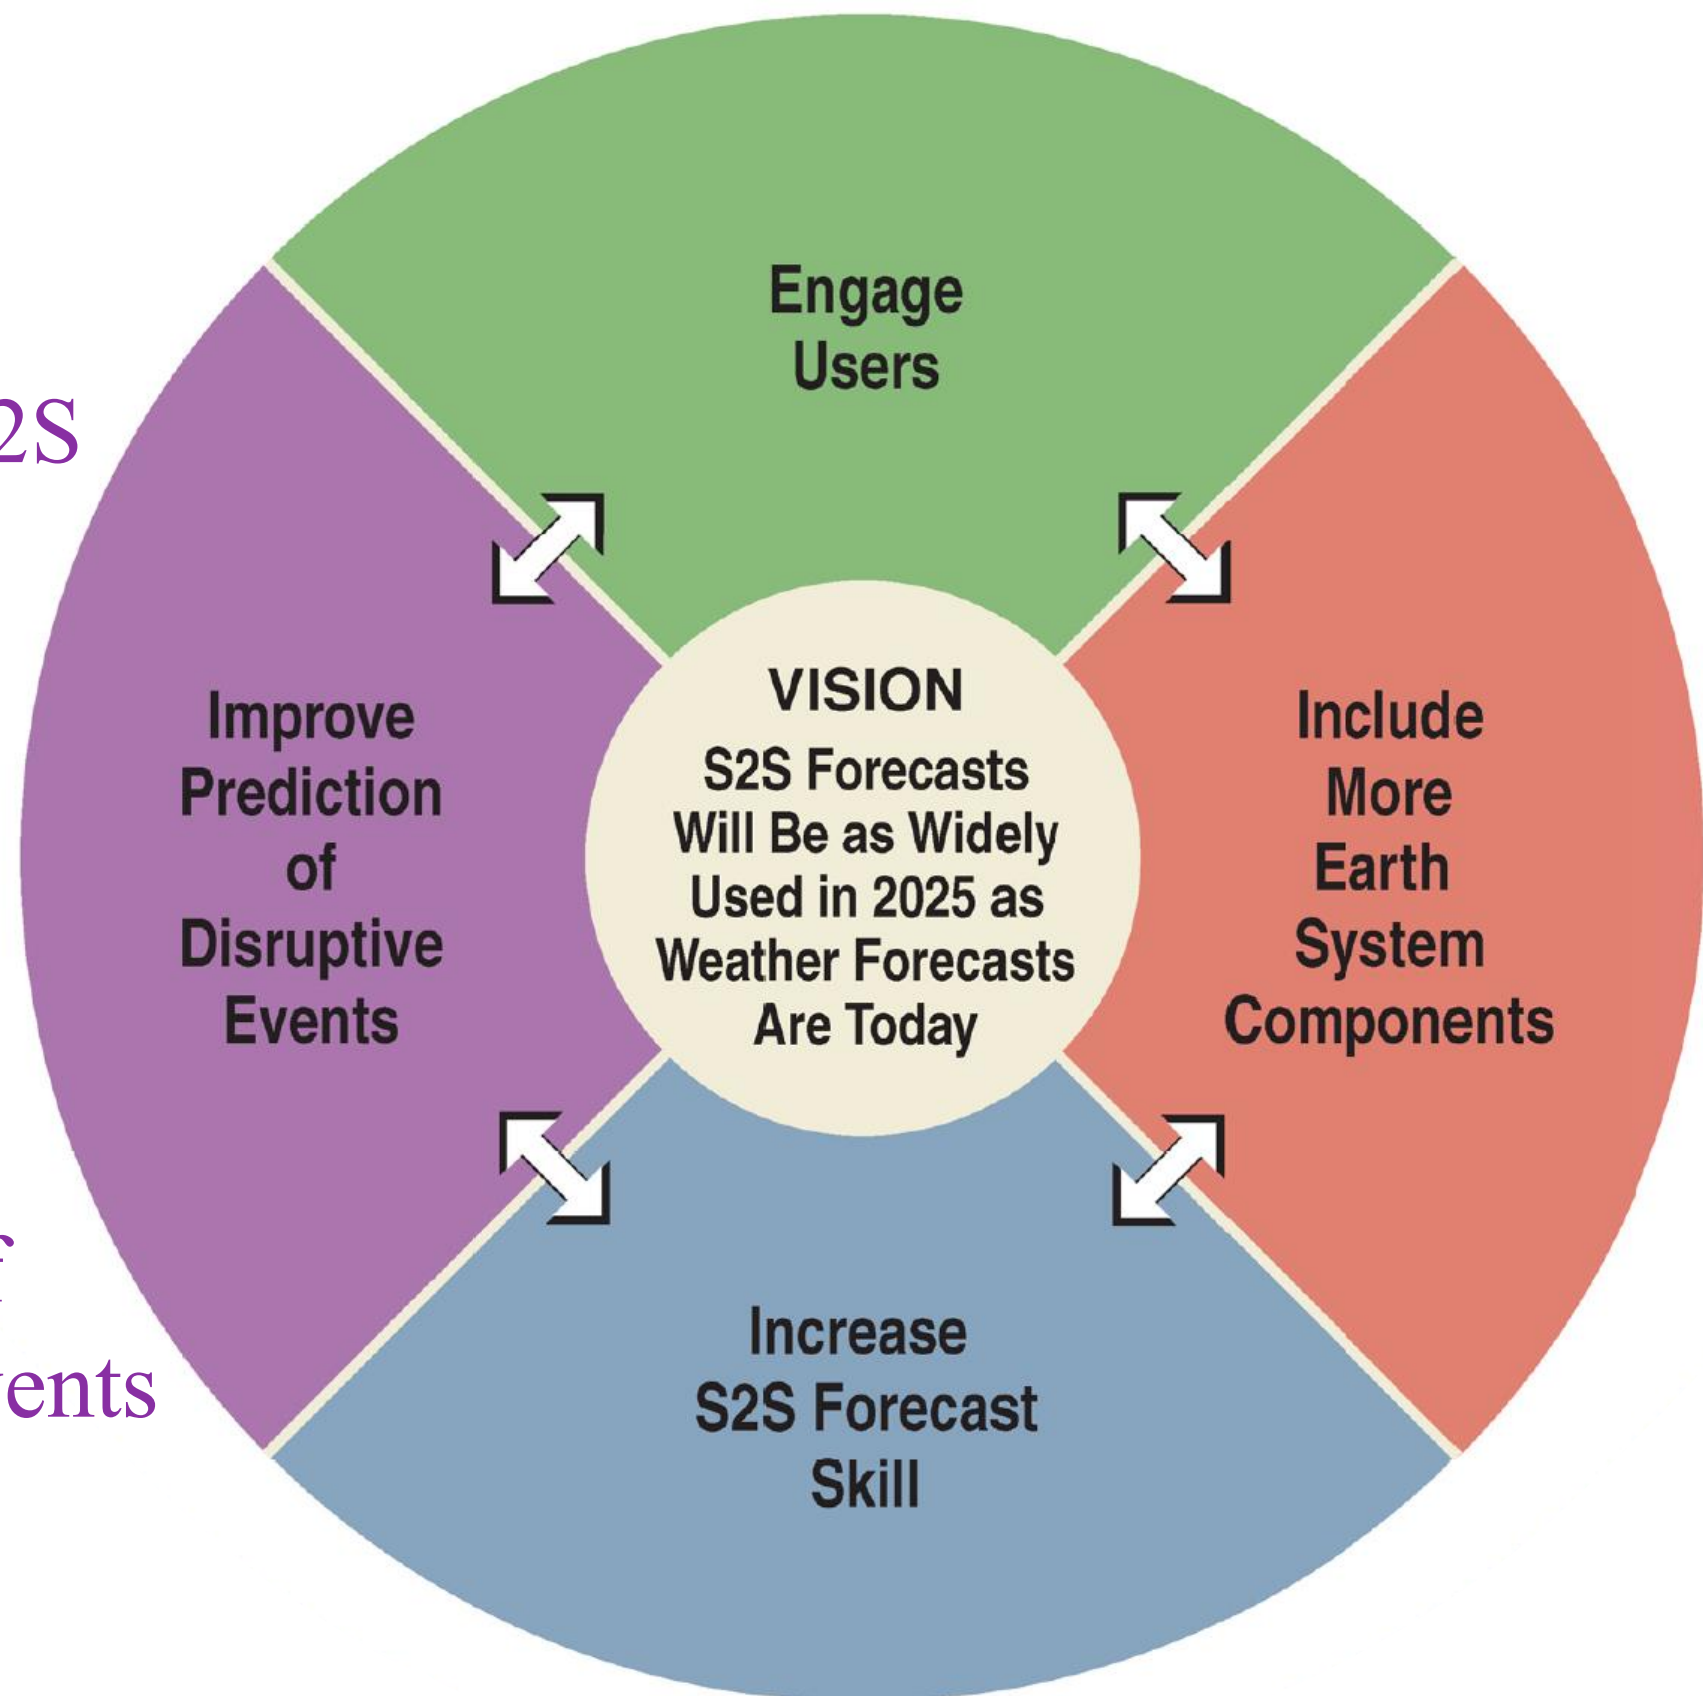 Engage
Users
2S
Improve
Prediction
of
Disruptive
Events
VISION
S2S Forecasts
Will Be as Widely
Used in 2025 as
Weather Forecasts
Are Today
Include
More
Earth
System
Components
Increase
S2S Forecast
Skill
f
ents